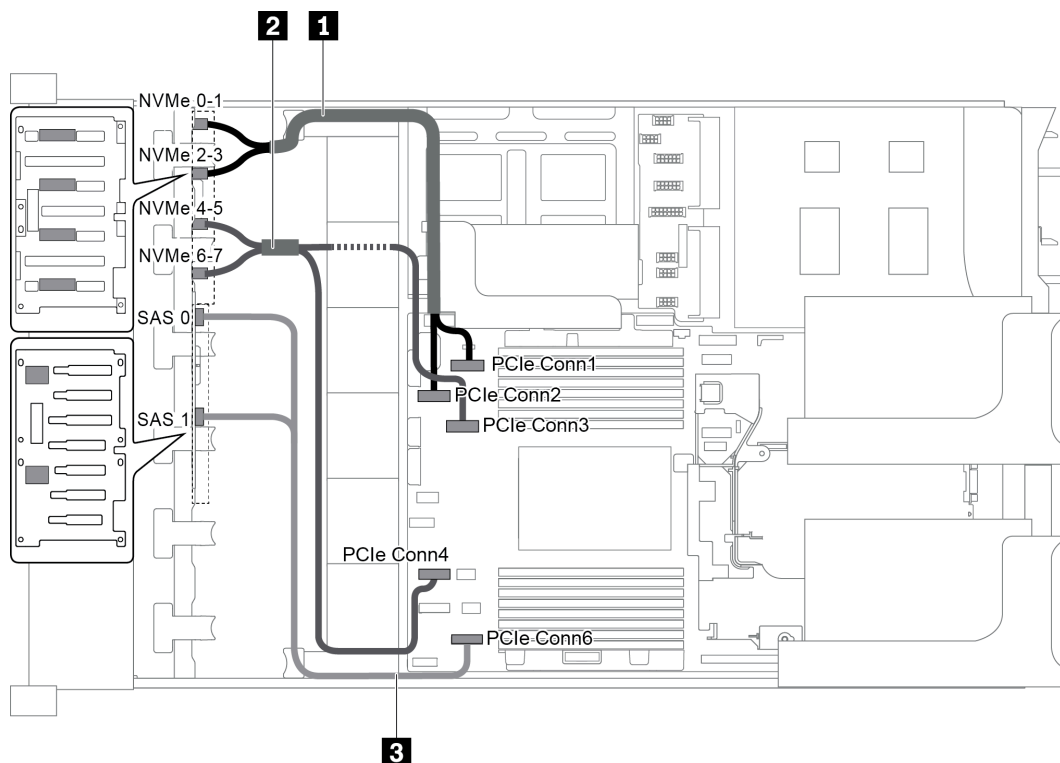 2
1
NVMe 0-1
NVMe 2-3
NVMe 4-5
NVMe 6-7
SAS 0
PCIe Conn1
PCIe Conn2
SAS 1
PCIe Conn3
PCIe Conn4
PCIe Conn6
3